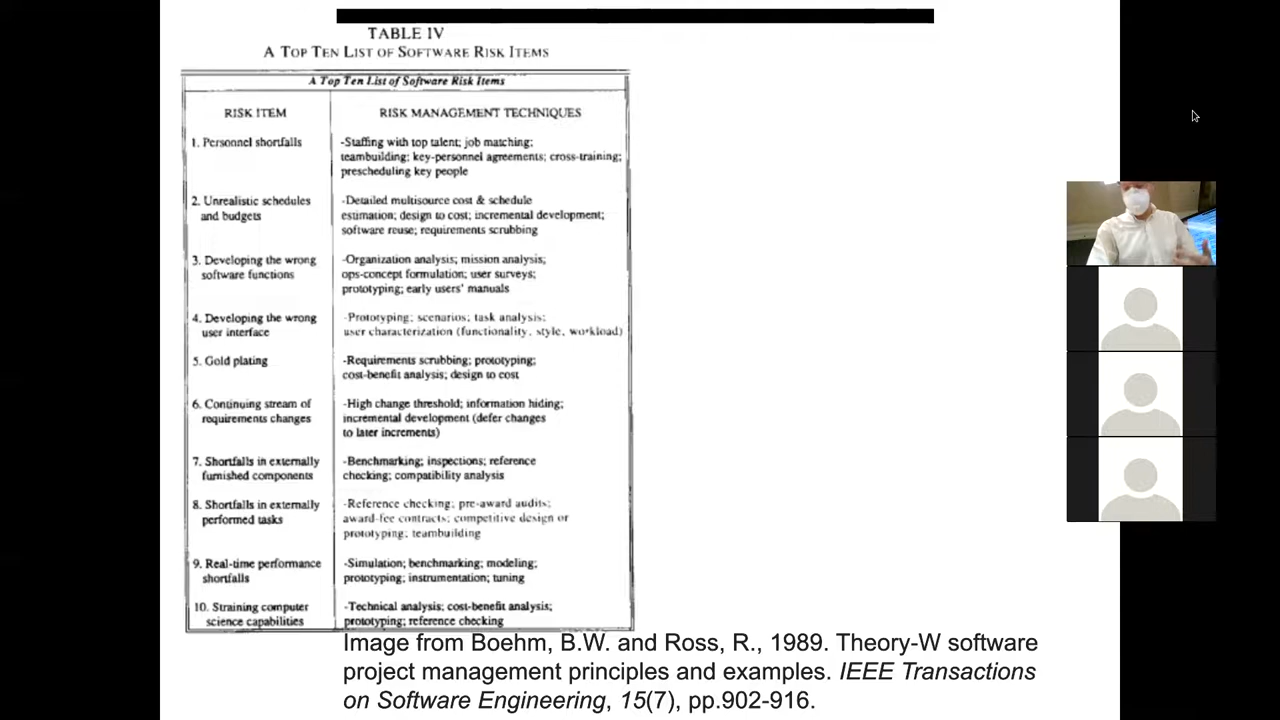 TABLE IV
A TOP TEN LIST OF SOFTWARE RISK ITEMS
A Top Ten List of Software Risk Items
RISK ITEM
RISK MANAGEMENT TECHNIQUES
1. Personnel shortfalls
-Staffing with top talent; job matching;
teambuilding; key-personnel agreements; cross-training;
prescheduling key people
2. Unrealistic schedules
and budgets
-Detailed multisource cost & schedule
estimation; design to cost; incremental development;
software reuse; requirements scrubbing
3. Developing the wrong
software functions
-Organization analysis; mission analysis;
ops-concept formulation; user surveys;
prototyping; early users' manuals
4. Developing the wrong
user interface
-Prototyping; scenarios; task analysis;
user characterization (functionality, style, workload)
5. Gold plating
-Requirements scrubbing; prototyping;
cost-benefit analysis; design to cost
6. Continuing stream of
requirements changes
-High change threshold; information hiding;
incremental development (defer changes
to later increments)
7. Shortfalls in externally
furnished components
-Benchmarking; inspections; reference
checking; compatibility analysis
8. Shortfalls in externally
performed tasks
-Reference checking; pre-award audits;
award-fee contracts; competitive design or
prototyping; teambuilding
9. Real-time performance
shortfalls
-Simulation; benchmarking; modeling;
prototyping; instrumentation; tuning
10. Straining computer
science capabilities
-Technical analysis; cost-benefit analysis;
prototyping; reference checking
Image from Boehm, B.W. and Ross, R., 1989. Theory-W software
project management principles and examples. IEEE Transactions
on Software Engineering, 15(7), pp.902-916.